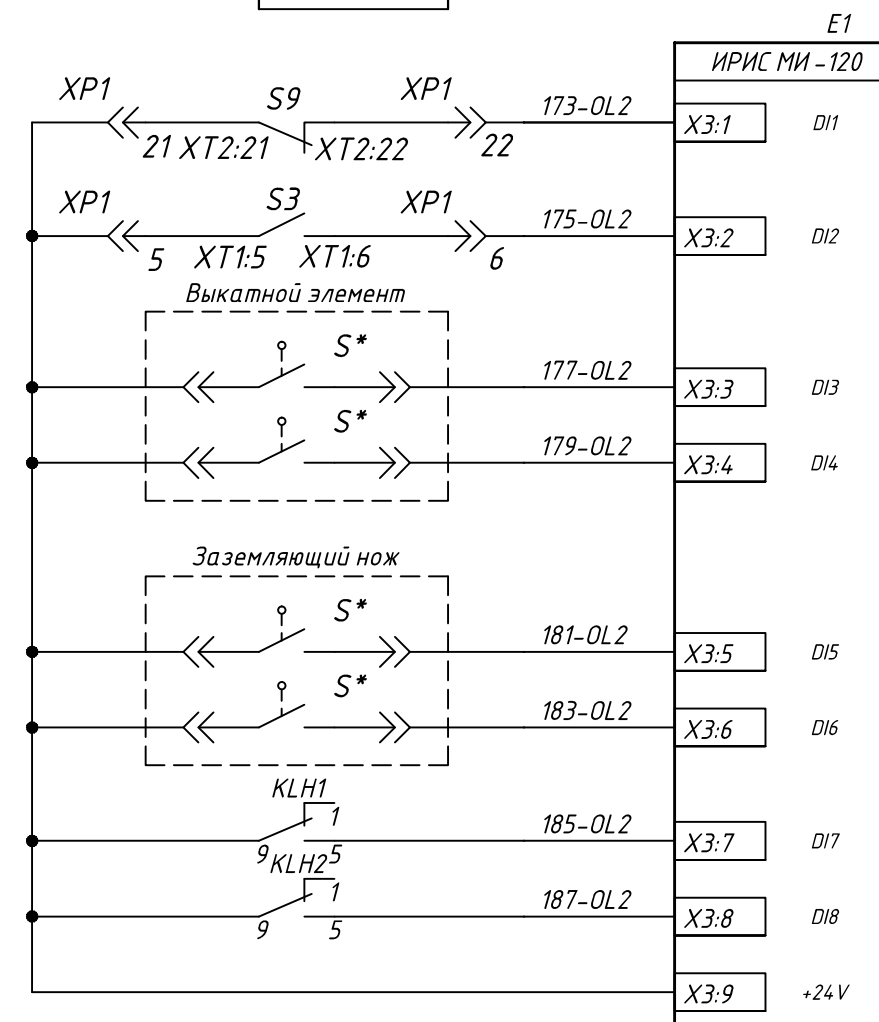 E1
ИРИС МИ -120
XP1 S9 XP1 173-OL2 X3:1 DI1
21 XT2:21 XT2:22 22
XP1 S3 XP1 175-OL2 X3:2 DI2
5 XT1:5 XT1:6 6
Выкатной элемент
S* 177-OL2 X3:3 DI3
S* 179-OL2 X3:4 DI4
Заземляющий нож
S* 181-OL2 X3:5 DI5
S* 183-OL2 X3:6 DI6
KLH1
1 185-OL2 X3:7 DI7
9 5
KLH2
1 187-OL2 X3:8 DI8
9 5
X3:9 +24V